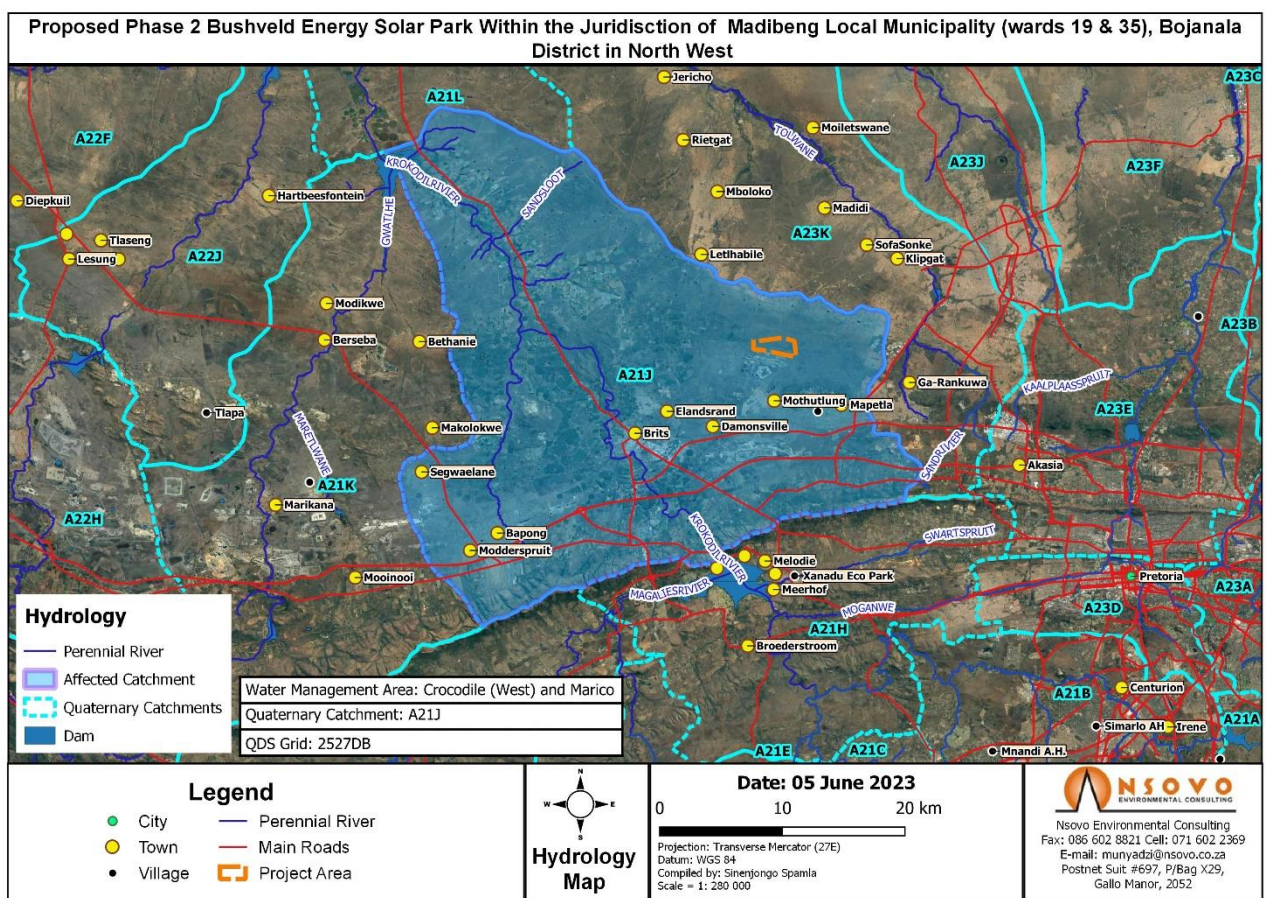 Proposed Phase 2 Bushveld Energy Solar Park Within the Juridisction of Madibeng Local Municipality (wards 19 & 35), Bojanala
District in North West
A21L
A23C
Jericho
A22F
Rietgat
Moiletswane
TOLWANE
A23J
A23F
KROKODILRIVIER
SANDSLOOT
Diepkuil
Hartbeesfontein
GWATLHE
Mboloko
Madidi
A23K
Tlaseng
Lesung
A22J
Letlhabile
SofaSonke
Klipgat
Modikwe
Berseba
Bethanie
A23B
A21J
Ga-Rankuwa
KAALPLAASSPRUIT
Tlapa
MARETLWANE
Makolokwe
Elandsrand
Mothutlung
Mapetla
Damonsville
Brits
A23E
SANDRIVIER
Akasia
Segwaelane
A21K
Marikana
A22H
Bapong
Modderspruit
KROKODILRIVIER
SWARTSPRUIT
Mooinooi
Melodie
Xanadu Eco Park
MAGALIESRIVIER
Meerhof
MOGANWE
Pretoria
A23A
A23D
A21H
Broederstroom
A21B
Centurion
Simarlo AH
Irene
A21A
A21E
A21C
Mnandi A.H.
Hydrology
Perennial River
Affected Catchment
Quaternary Catchments
Dam
Water Management Area: Crocodile (West) and Marico
Quaternary Catchment: A21J
QDS Grid: 2527DB
Legend
City
Town
Village
Perennial River
Main Roads
Project Area
N
W
E
S
Hydrology
Map
Date: 05 June 2023
0 10 20 km
Projection: Transverse Mercator (27E)
Datum: WGS 84
Compiled by: Sinenjongo Spamla
Scale = 1: 280 000
NSOVO
ENVIRONMENTAL CONSULTING
Nsovo Environmental Consulting
Fax: 086 602 8821 Cell: 071 602 2369
E-mail: munyadzi@nsovo.co.za
Postnet Suit #697, P/Bag X29,
Gallo Manor, 2052